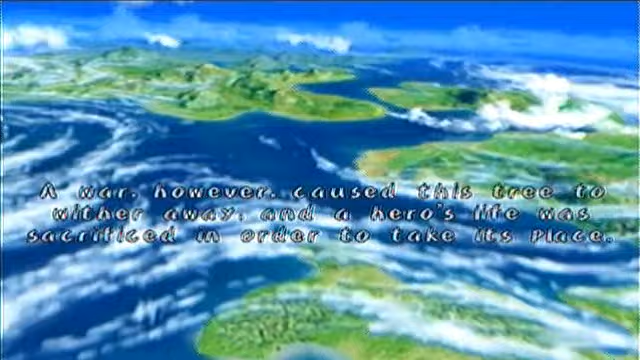 A war, however, caused this tree to
wither away, and a hero's life was
sacrificed in order to take its place.